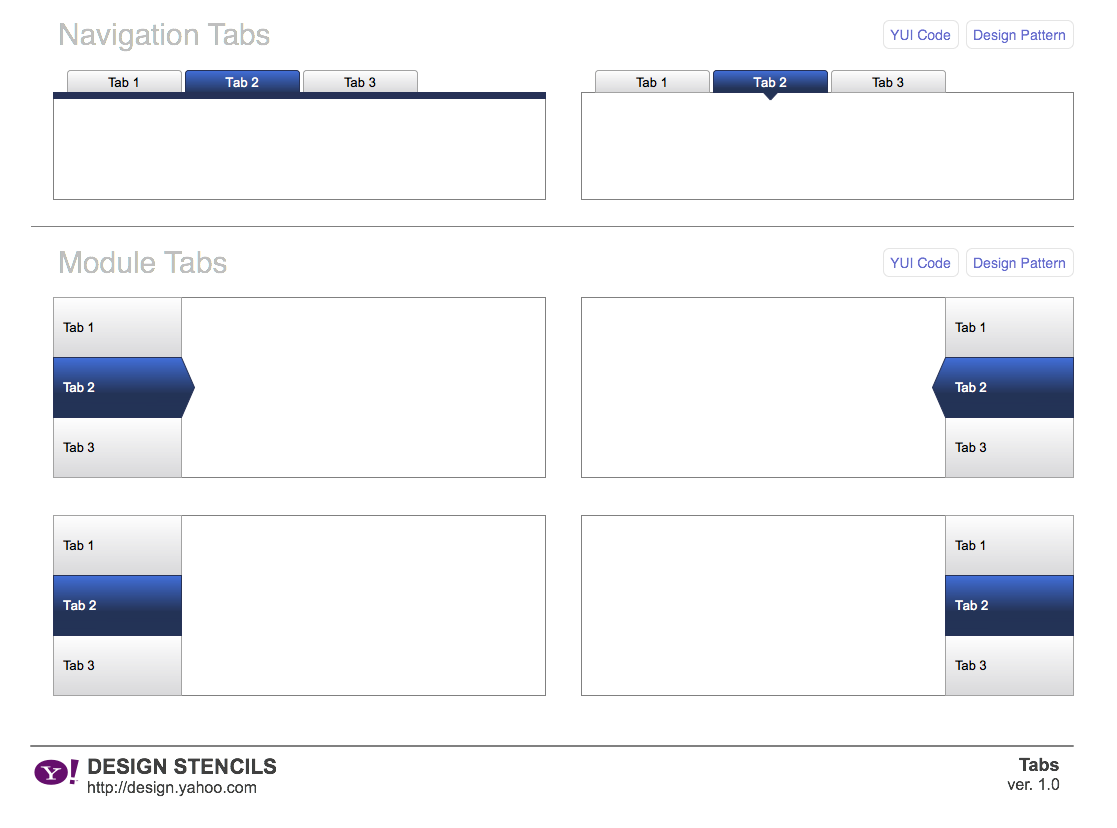 Navigation Tabs
YUI Code
Design Pattern
Tab 1
Tab 2
Tab 3
Tab 1
Tab 2
Tab 3
Module Tabs
YUI Code
Design Pattern
Tab 1
Tab 2
Tab 3
Tab 1
Tab 2
Tab 3
Tab 1
Tab 2
Tab 3
Tab 1
Tab 2
Tab 3
Y!
DESIGN STENCILS
http://design.yahoo.com
Tabs
ver. 1.0